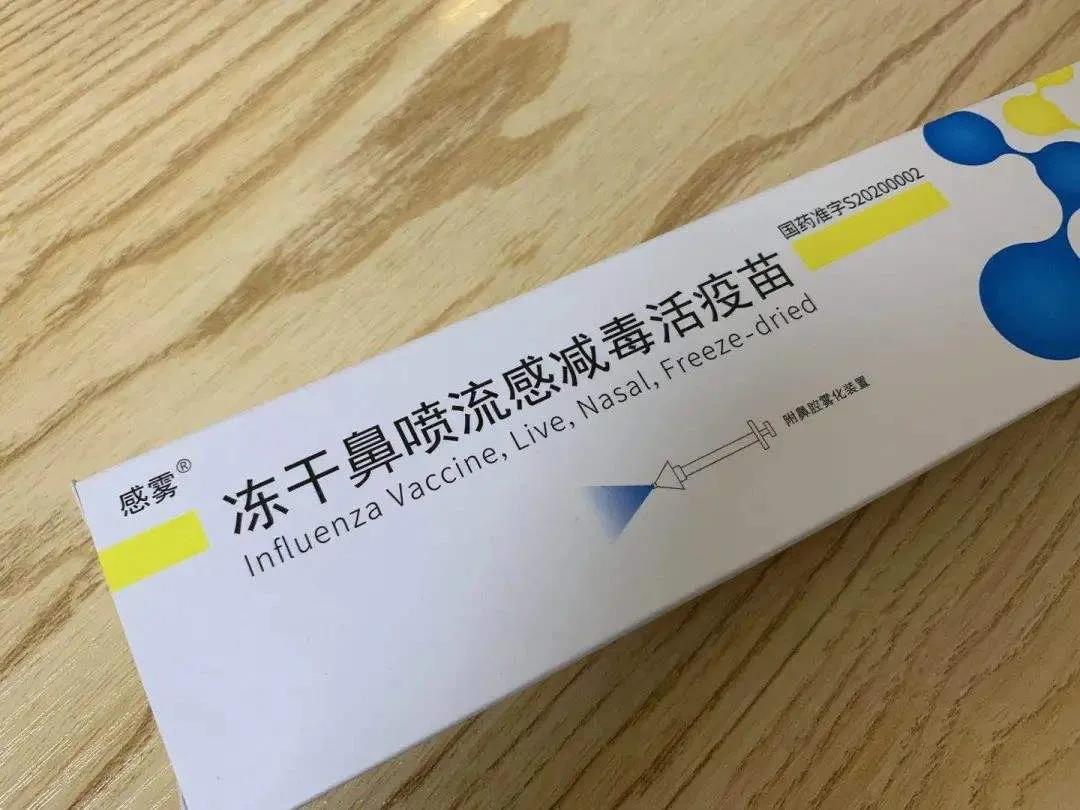 国药准字S20200002
感雾®
冻干鼻喷流感减毒活疫苗
Influenza Vaccine, Live, Nasal, Freeze-dried
附鼻腔雾化装置